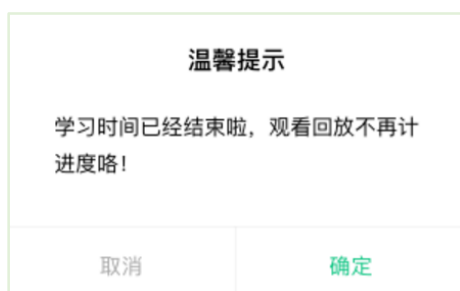 温馨提示
学习时间已经结束啦，观看回放不再计
进度咯！
取消
确定